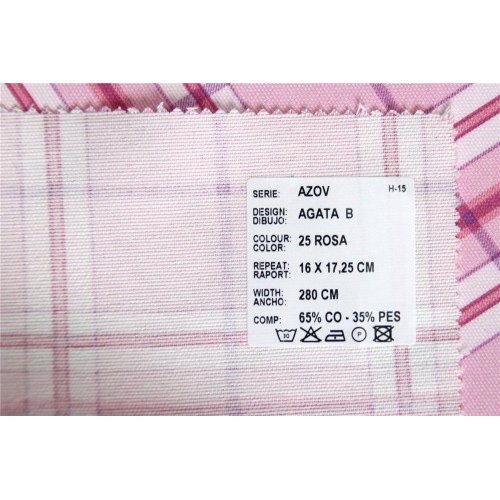 SERIE: AZOV H-15
DESIGN: DIBUJO: AGATA B
COLOUR: COLOR: 25 ROSA
REPEAT: RAPORT: 16 X 17,25 CM
WIDTH: ANCHO: 280 CM
COMP: 65% CO - 35% PES
P